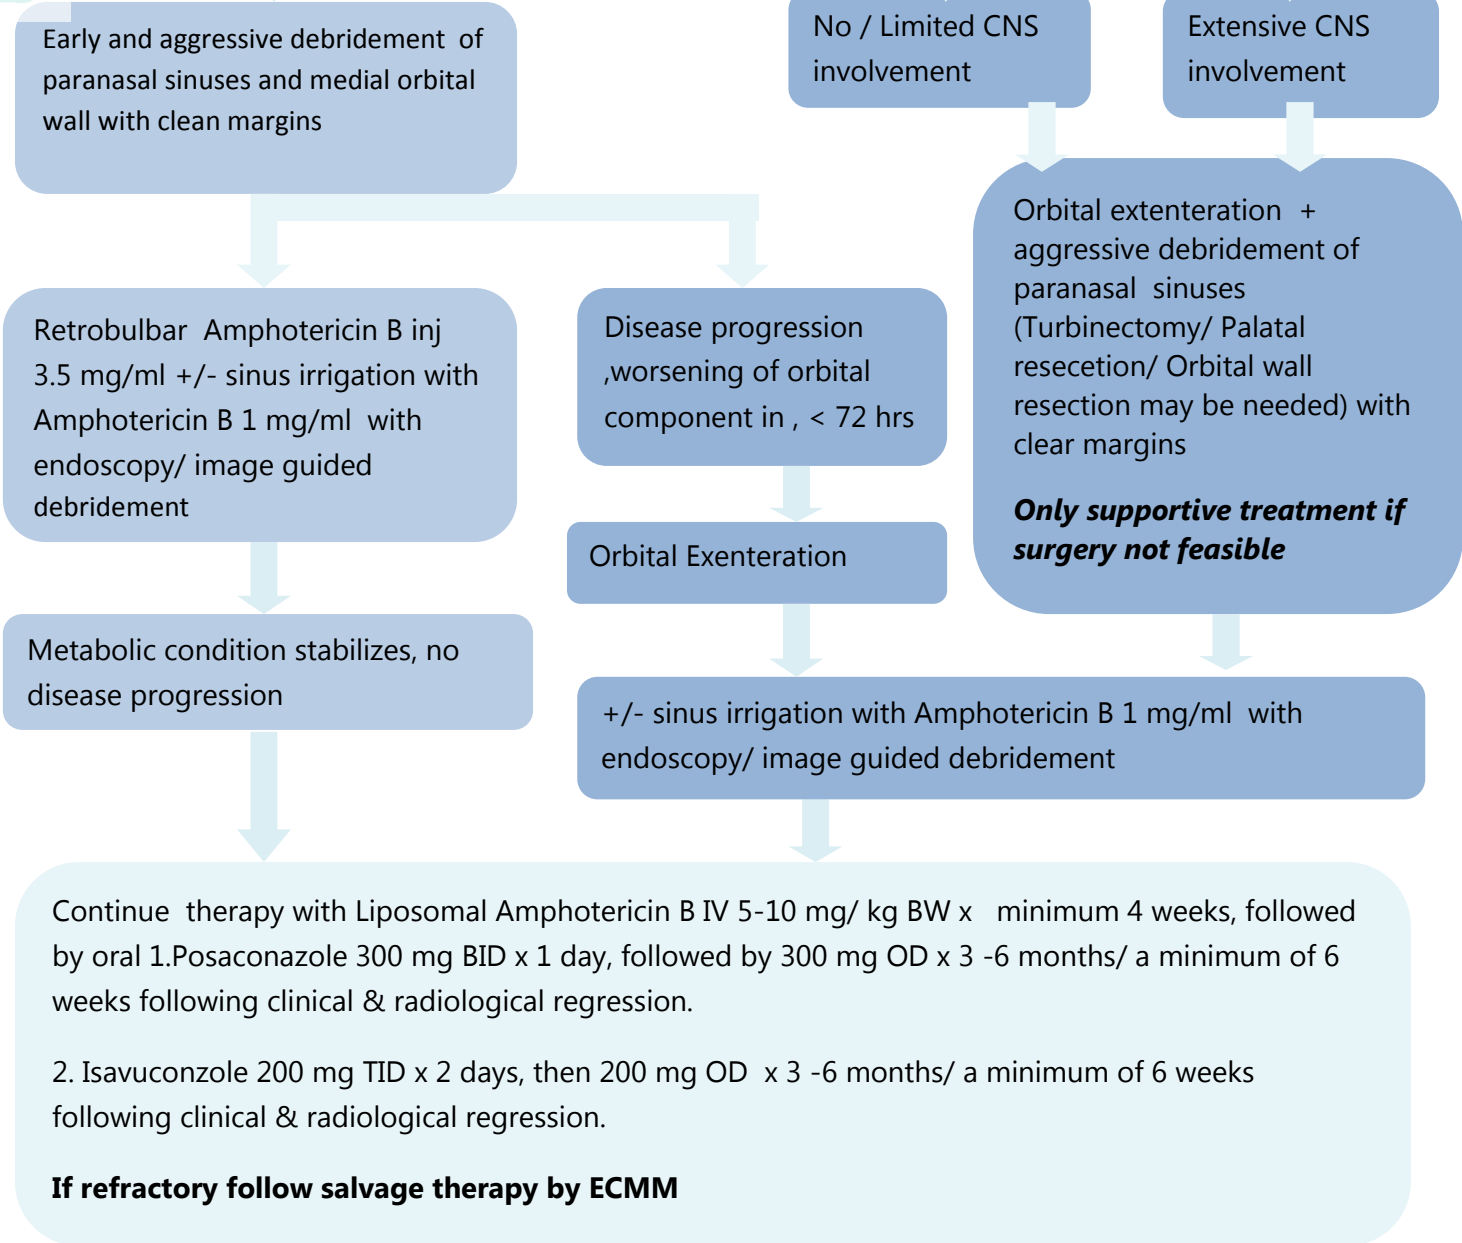 Early and aggressive debridement of
paranasal sinuses and medial orbital
wall with clean margins
No / Limited CNS
involvement
Extensive CNS
involvement
Orbital extenteration +
aggressive debridement of
paranasal sinuses
(Turbinectomy/ Palatal
resecetion/ Orbital wall
resection may be needed) with
clear margins
Only supportive treatment if
surgery not feasible
Retrobulbar Amphotericin B inj
3.5 mg/ml +/- sinus irrigation with
Amphotericin B 1 mg/ml with
endoscopy/ image guided
debridement
Disease progression
,worsening of orbital
component in , < 72 hrs
Orbital Exenteration
Metabolic condition stabilizes, no
disease progression
+/- sinus irrigation with Amphotericin B 1 mg/ml with
endoscopy/ image guided debridement
Continue therapy with Liposomal Amphotericin B IV 5-10 mg/ kg BW x minimum 4 weeks, followed
by oral 1.Posaconazole 300 mg BID x 1 day, followed by 300 mg OD x 3 -6 months/ a minimum of 6
weeks following clinical & radiological regression.
2. Isavuconzole 200 mg TID x 2 days, then 200 mg OD x 3 -6 months/ a minimum of 6 weeks
following clinical & radiological regression.
If refractory follow salvage therapy by ECMM